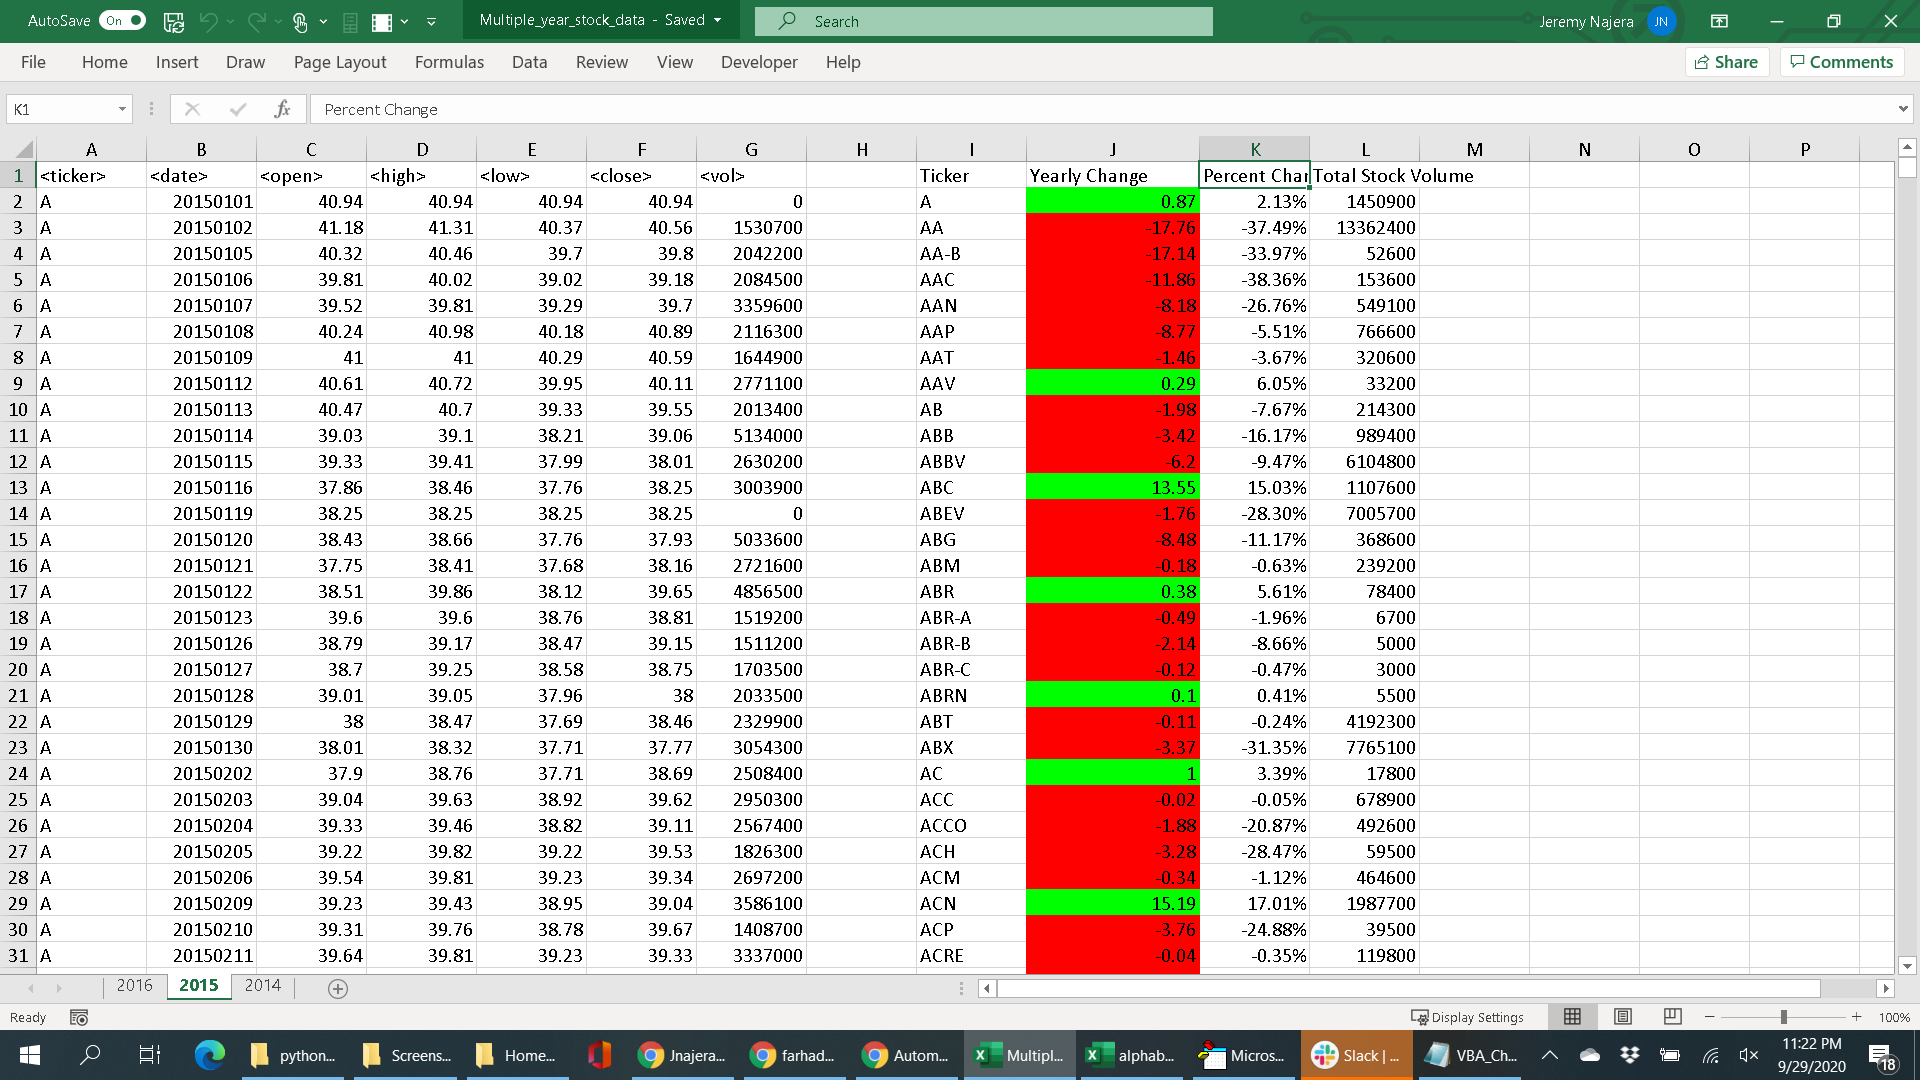 AutoSave On Multiple_year_stock_data - Saved Search Jeremy Najera JN
File Home Insert Draw Page Layout Formulas Data Review View Developer Help Share Comments
K1 fx Percent Change
A B C D E F G H I J K L M N O P
1 <ticker> <date> <open> <high> <low> <close> <vol> Ticker Yearly Change Percent Char Total Stock Volume
2 A 20150101 40.94 40.94 40.94 40.94 0 A 0.87 2.13% 1450900
3 A 20150102 41.18 41.31 40.37 40.56 1530700 AA -17.76 -37.49% 13362400
4 A 20150105 40.32 40.46 39.7 39.8 2042200 AA-B -17.14 -33.97% 52600
5 A 20150106 39.81 40.02 39.02 39.18 2084500 AAC -11.86 -38.36% 153600
6 A 20150107 39.52 39.81 39.29 39.7 3359600 AAN -8.18 -26.76% 549100
7 A 20150108 40.24 40.98 40.18 40.89 2116300 AAP -8.77 -5.51% 766600
8 A 20150109 41 41 40.29 40.59 1644900 AAT -1.46 -3.67% 320600
9 A 20150112 40.61 40.72 39.95 40.11 2771100 AAV 0.29 6.05% 33200
10 A 20150113 40.47 40.7 39.33 39.55 2013400 AB -1.98 -7.67% 214300
11 A 20150114 39.03 39.1 38.21 39.06 5134000 ABB -3.42 -16.17% 989400
12 A 20150115 39.33 39.41 37.99 38.01 2630200 ABBV -6.2 -9.47% 6104800
13 A 20150116 37.86 38.46 37.76 38.25 3003900 ABC 13.55 15.03% 1107600
14 A 20150119 38.25 38.25 38.25 38.25 0 ABEV -1.76 -28.30% 7005700
15 A 20150120 38.43 38.66 37.76 37.93 5033600 ABG -8.48 -11.17% 368600
16 A 20150121 37.75 38.41 37.68 38.16 2721600 ABM -0.18 -0.63% 239200
17 A 20150122 38.51 39.86 38.12 39.65 4856500 ABR 0.38 5.61% 78400
18 A 20150123 39.6 39.6 38.76 38.81 1519200 ABR-A -0.49 -1.96% 6700
19 A 20150126 38.79 39.17 38.47 39.15 1511200 ABR-B -2.14 -8.66% 5000
20 A 20150127 38.7 39.25 38.58 38.75 1703500 ABR-C -0.12 -0.47% 3000
21 A 20150128 39.01 39.05 37.96 38 2033500 ABRN 0.1 0.41% 5500
22 A 20150129 38 38.47 37.69 38.46 2329900 ABT -0.11 -0.24% 4192300
23 A 20150130 38.01 38.32 37.71 37.77 3054300 ABX -3.37 -31.35% 7765100
24 A 20150202 37.9 38.76 37.71 38.69 2508400 AC 1 3.39% 17800
25 A 20150203 39.04 39.63 38.92 39.62 2950300 ACC -0.02 -0.05% 678900
26 A 20150204 39.33 39.46 38.82 39.11 2567400 ACCO -1.88 -20.87% 492600
27 A 20150205 39.22 39.82 39.22 39.53 1826300 ACH -3.28 -28.47% 59500
28 A 20150206 39.54 39.81 39.23 39.34 2697200 ACM -0.34 -1.12% 464600
29 A 20150209 39.23 39.43 38.95 39.04 3586100 ACN 15.19 17.01% 1987700
30 A 20150210 39.31 39.76 38.78 39.67 1408700 ACP -3.76 -24.88% 39500
31 A 20150211 39.64 39.81 39.23 39.33 3337000 ACRE -0.04 -0.35% 119800
2016 2015 2014
Ready Display Settings 100%
python... Screens... Home... Jnajera... farhad... Autom... Multipl... alphab... Micros... Slack | ... VBA_Ch... 11:22 PM
9/29/2020 18